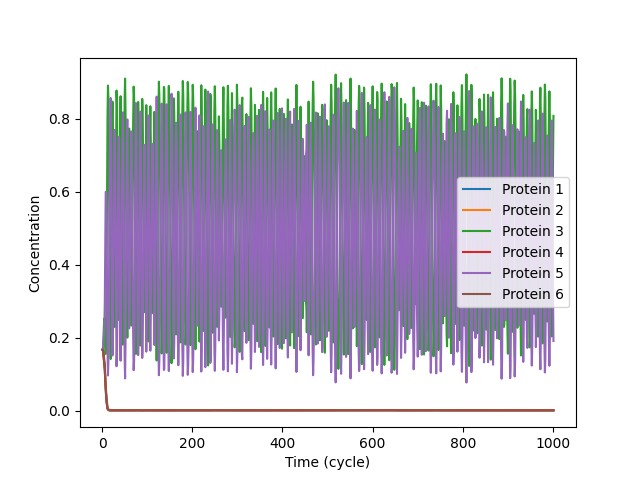 0.8
0.6
0.4
0.2
0.0
Concentration
0
200
400
600
800
1000
Time (cycle)
Protein 1
Protein 2
Protein 3
Protein 4
Protein 5
Protein 6